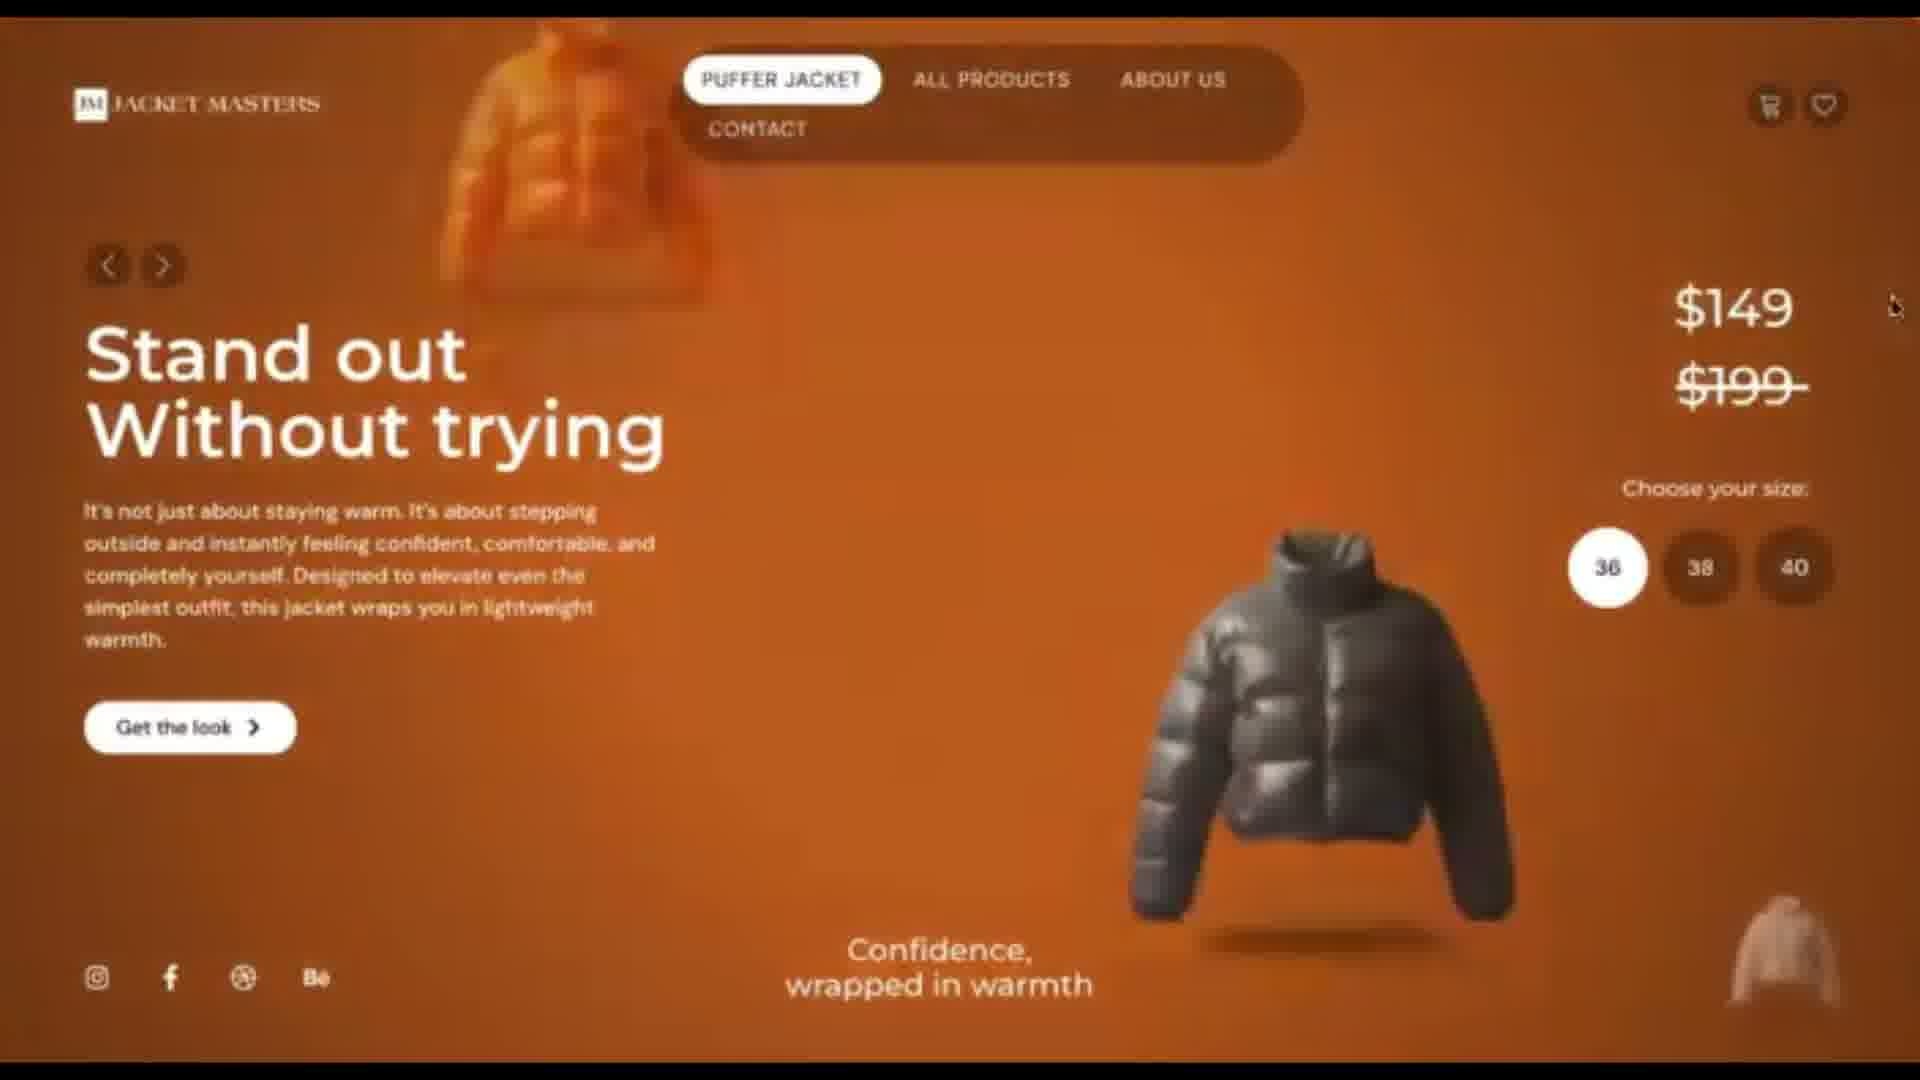 JM JACKET MASTERS
PUFFER JACKET ALL PRODUCTS ABOUT US
CONTACT
Stand out
Without trying
It's not just about staying warm. It's about stepping
outside and instantly feeling confident, comfortable, and
completely yourself. Designed to elevate even the
simplest outfit, this jacket wraps you in lightweight
warmth.
Get the look
$149
$199
Choose your size:
36 38 40
Confidence,
wrapped in warmth
Bē